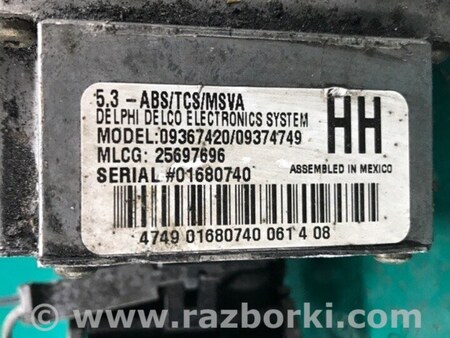 5.3 - ABS/TCS/MSVA
DELPHI DELCO ELECTRONICS SYSTEM
MODEL:09367420/09374749
MLCG: 25697696
SERIAL #01680740
HH
ASSEMBLED IN MEXICO
4749 01680740 061 4 08
www.razborki.com